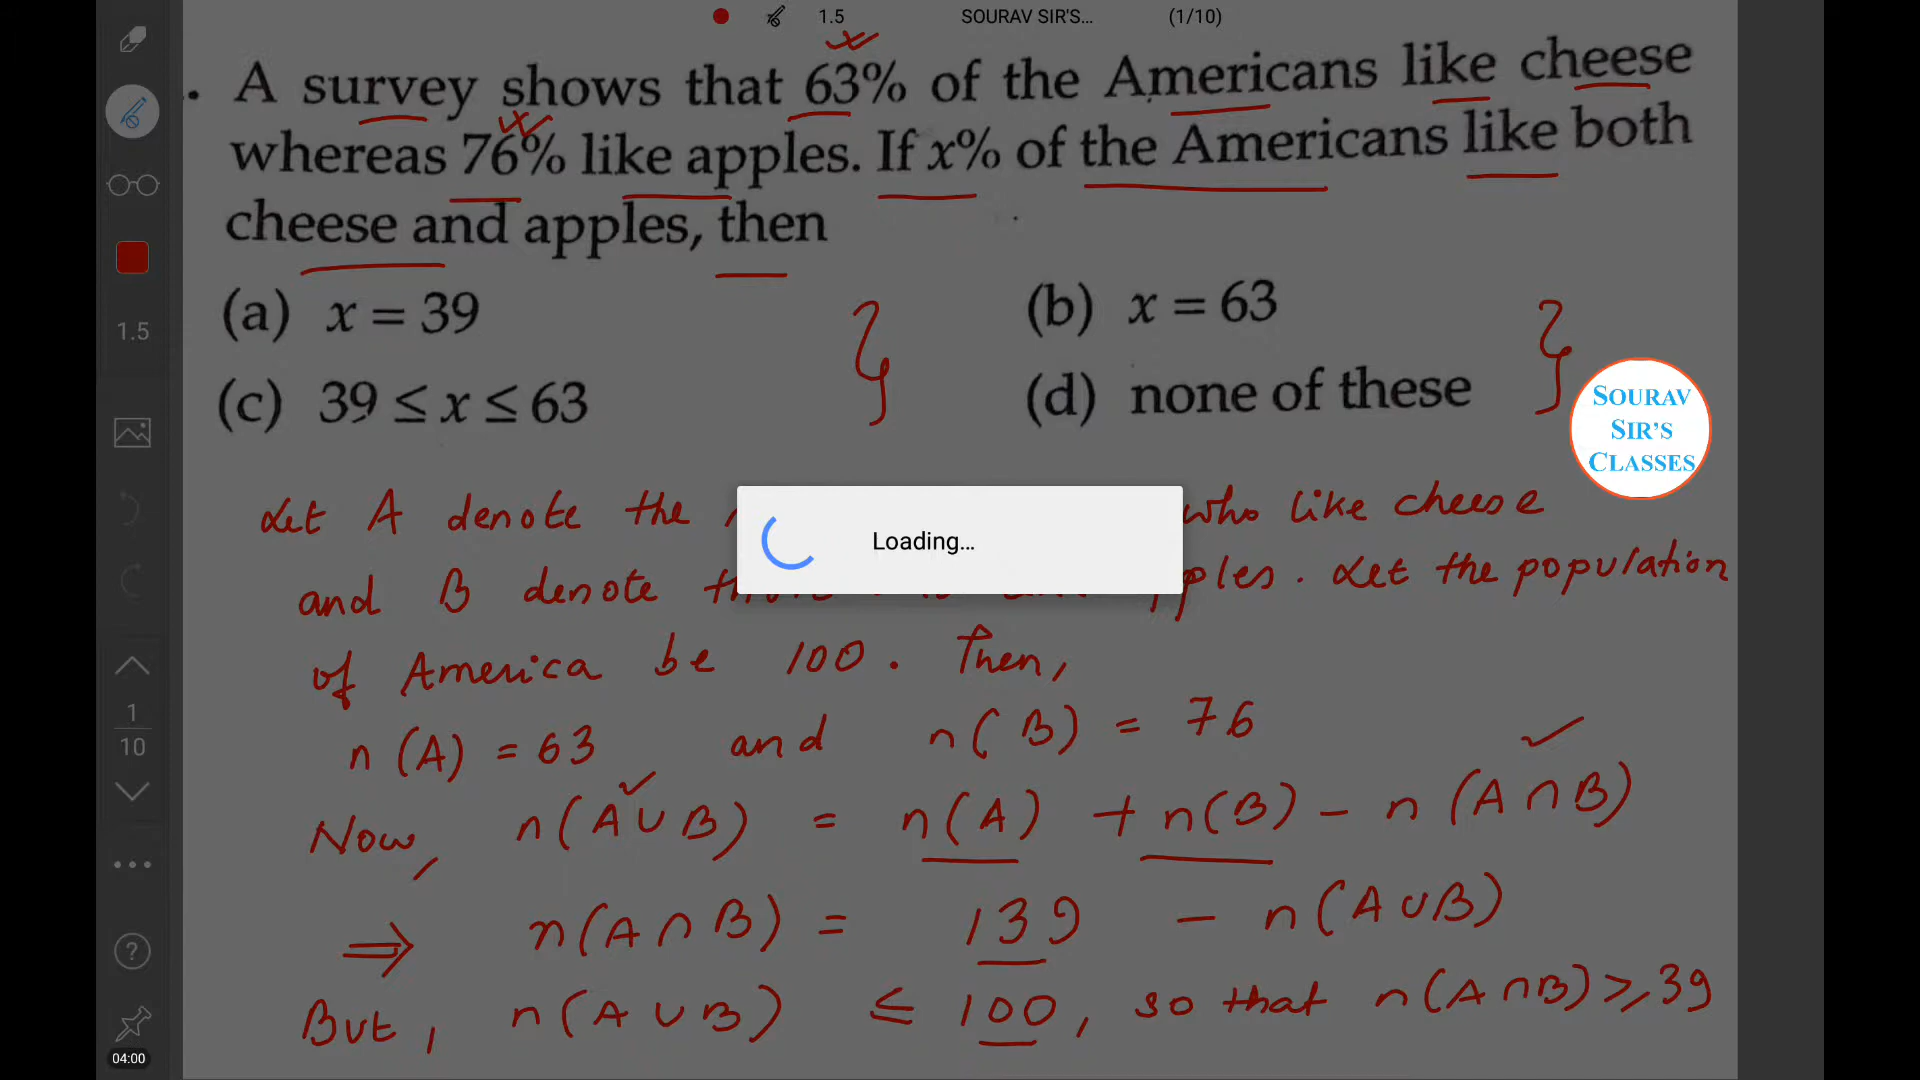 1.5 SOURAV SIR'S... (1/10)
. A survey shows that 63% of the Americans like cheese
whereas 76% like apples. If x% of the Americans like both
cheese and apples, then
(a) x = 39 (b) x = 63
(c) 39 ≤ x ≤ 63 (d) none of these
1.5
SOURAV
SIR'S
CLASSES
Let A denote the who like cheese
Loading...
and B denote Let the population
of America be 100. Then,
n(A) = 63 and n(B) = 76
Now, n(A∪B) = n(A) + n(B) - n(A∩B)
⇒ n(A∩B) = 139 - n(A∪B)
But, n(A∪B) ≤ 100, so that n(A∩B) ≥ 39
1
10
?
04:00